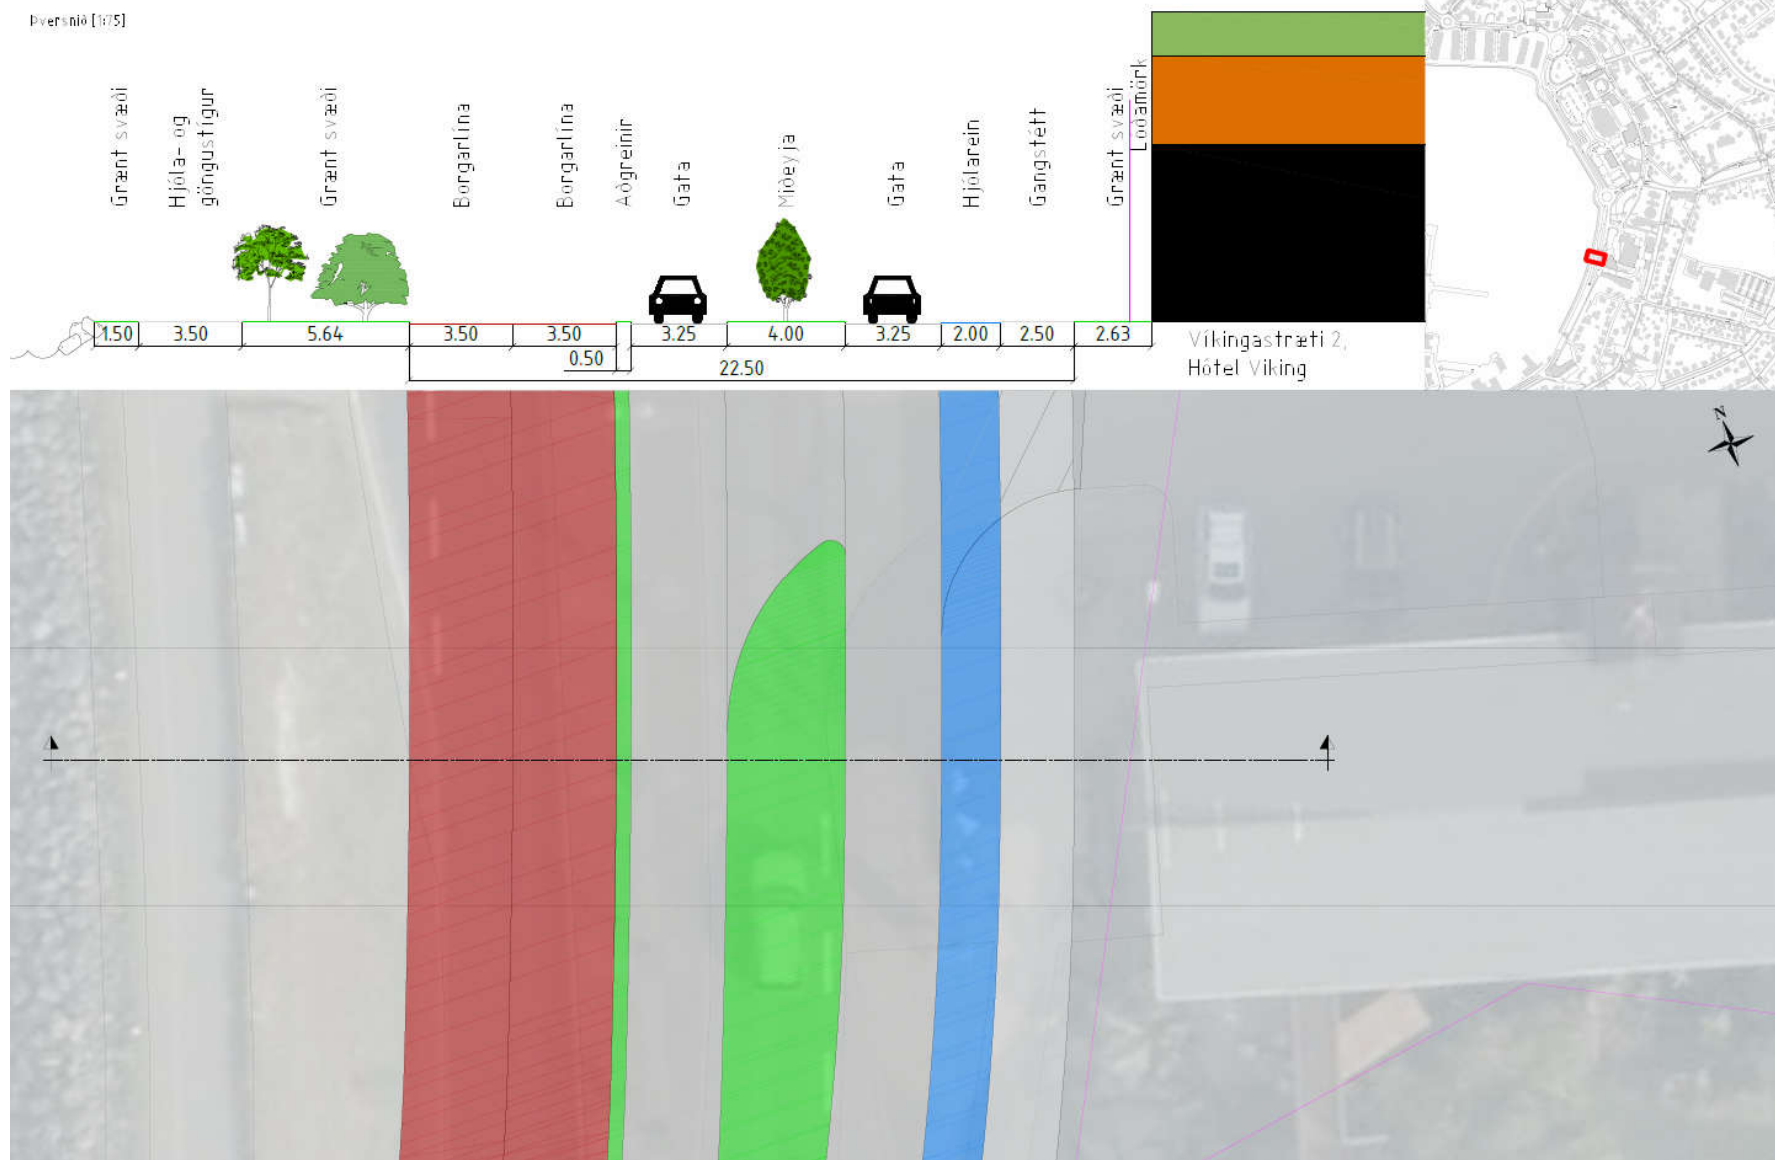 Þversnið [1:75]
Grænt svæði
Hjóla- og
göngustígur
Grænt svæði
Borgarlína
Borgarlína
Aðgreinir
Gata
Miðeyja
Gata
Hjólarein
Gangstétt
Grænt svæði
Lóðamörk
1.50
3.50
5.64
3.50
3.50
3.25
4.00
3.25
2.00
2.50
2.63
0.50
22.50
Víkingastræti 2,
Hótel Viking
N